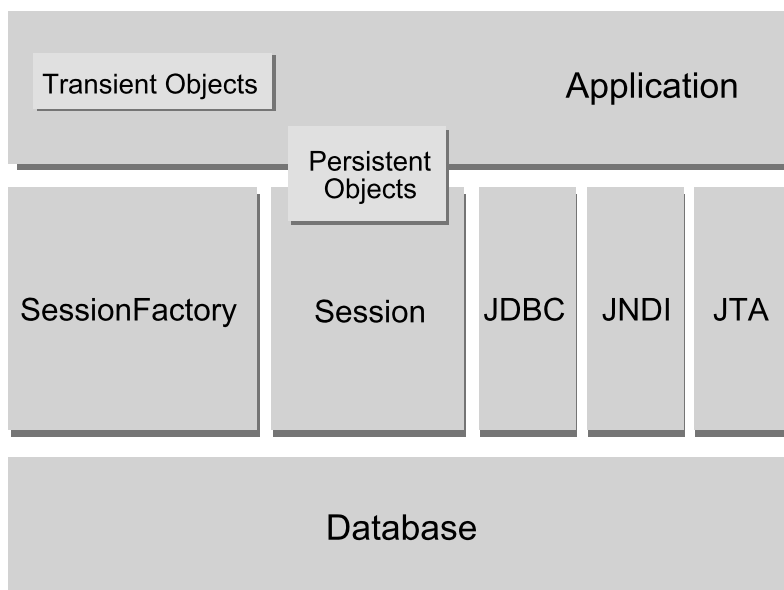 Transient Objects
Application
Persistent
Objects
SessionFactory
Session
JDBC
JNDI
JTA
Database